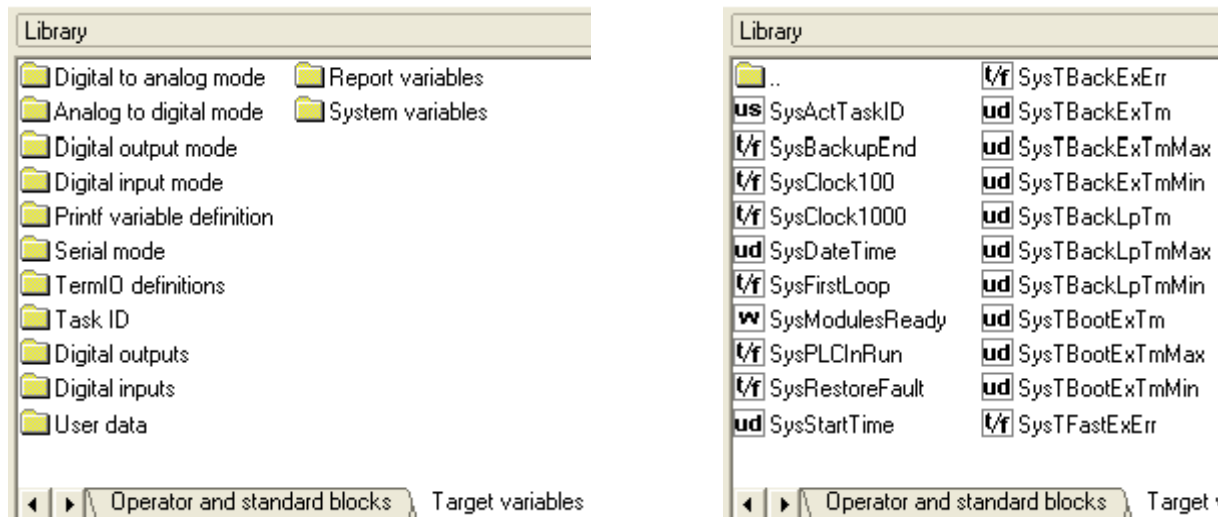 Library
Digital to analog mode
Analog to digital mode
Digital output mode
Digital input mode
Printf variable definition
Serial mode
TermIO definitions
Task ID
Digital outputs
Digital inputs
User data
Report variables
System variables
Operator and standard blocks
Target variables
Library
..
us SysActTaskID
t/f SysBackupEnd
t/f SysClock100
t/f SysClock1000
ud SysDateTime
t/f SysFirstLoop
w SysModulesReady
t/f SysPLCInRun
t/f SysRestoreFault
ud SysStartTime
t/f SysTBackExErr
ud SysTBackExTm
ud SysTBackExTmMax
ud SysTBackExTmMin
ud SysTBackLpTm
ud SysTBackLpTmMax
ud SysTBackLpTmMin
ud SysTBootExTm
ud SysTBootExTmMax
ud SysTBootExTmMin
t/f SysTFastExErr
Operator and standard blocks
Target v